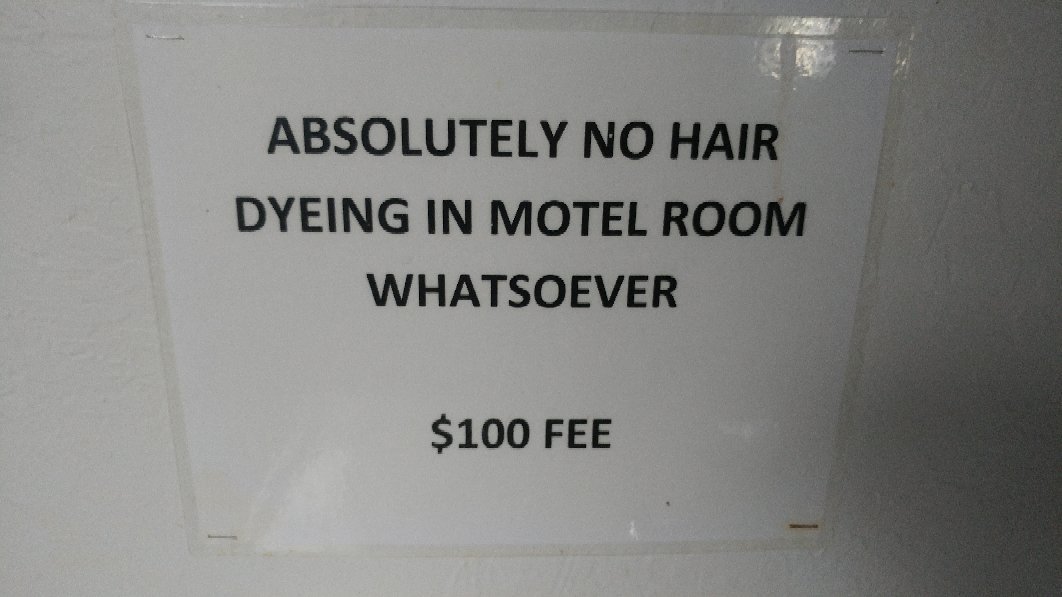 ABSOLUTELY NO HAIR
DYEING IN MOTEL ROOM
WHATSOEVER
$100 FEE